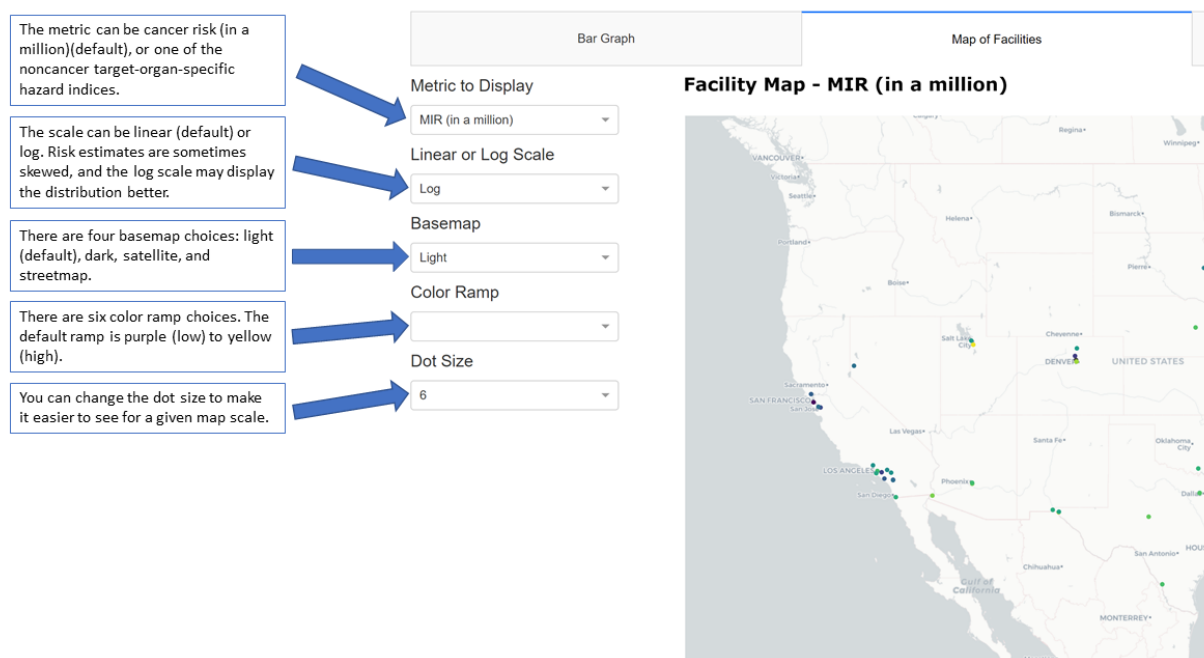 The metric can be cancer risk (in a
million)(default), or one of the
noncancer target-organ-specific
hazard indices.
The scale can be linear (default) or
log. Risk estimates are sometimes
skewed, and the log scale may display
the distribution better.
There are four basemap choices: light
(default), dark, satellite, and
streetmap.
There are six color ramp choices. The
default ramp is purple (low) to yellow
(high).
You can change the dot size to make
it easier to see for a given map scale.
Bar Graph
Map of Facilities
Metric to Display
MIR (in a million)
Linear or Log Scale
Log
Basemap
Light
Color Ramp
Dot Size
6
Facility Map - MIR (in a million)
Calgary
Regina
Winnipeg
VANCOUVER
Victoria
Seattle
Helena
Bismarck
Portland
Pierre
Boise
Salt Lake
City
Cheyenne
DENVER
UNITED STATES
Sacramento
SAN FRANCISCO
San Jose
Las Vegas
Santa Fe
Oklahoma
City
LOS ANGELES
Phoenix
San Diego
Dallas
San Antonio
HOU
Chihuahua
Gulf of
California
MONTERREY